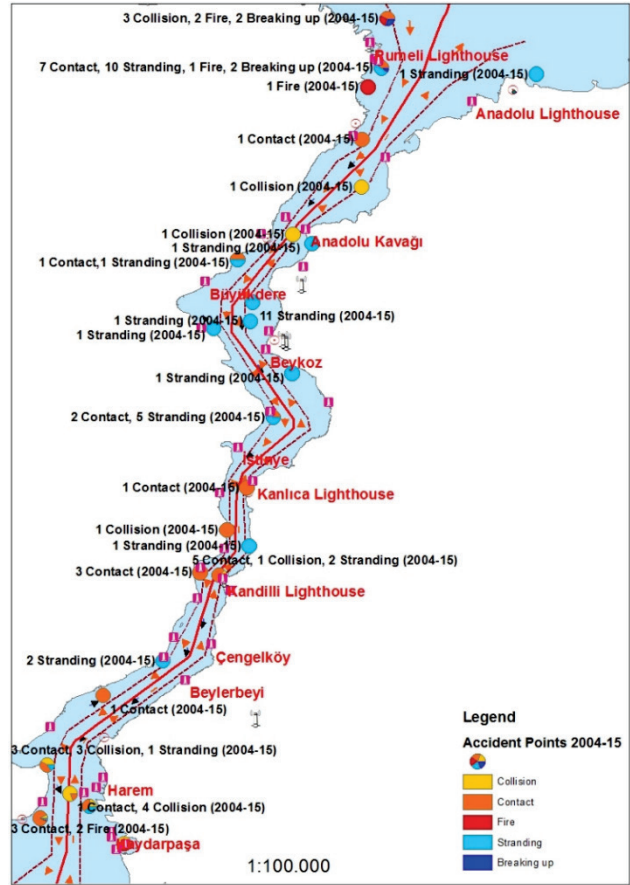 3 Collision, 2 Fire, 2 Breaking up (2004-15)
Rumeli Lighthouse
7 Contact, 10 Stranding, 1 Fire, 2 Breaking up (2004-15)
1 Stranding (2004-15)
1 Fire (2004-15)
Anadolu Lighthouse
1 Contact (2004-15)
1 Collision (2004-15)
1 Collision (2004-15)
Anadolu Kavağı
1 Stranding (2004-15)
1 Contact,1 Stranding (2004-15)
Büyükdere
1 Stranding (2004-15)
11 Stranding (2004-15)
1 Stranding (2004-15)
Beykoz
1 Stranding (2004-15)
2 Contact, 5 Stranding (2004-15)
İstinye
1 Contact (2004-15)
Kanlıca Lighthouse
1 Collision (2004-15)
1 Stranding (2004-15)
5 Contact, 1 Collision, 2 Stranding (2004-15)
3 Contact (2004-15)
Kandilli Lighthouse
2 Stranding (2004-15)
Çengelköy
Beylerbeyi
1 Contact (2004-15)
3 Contact, 3 Collision, 1 Stranding (2004-15)
Harem
1 Contact, 4 Collision (2004-15)
3 Contact, 2 Fire (2004-15)
Haydarpaşa
1:100.000
Legend
Accident Points 2004-15
Collision
Contact
Fire
Stranding
Breaking up